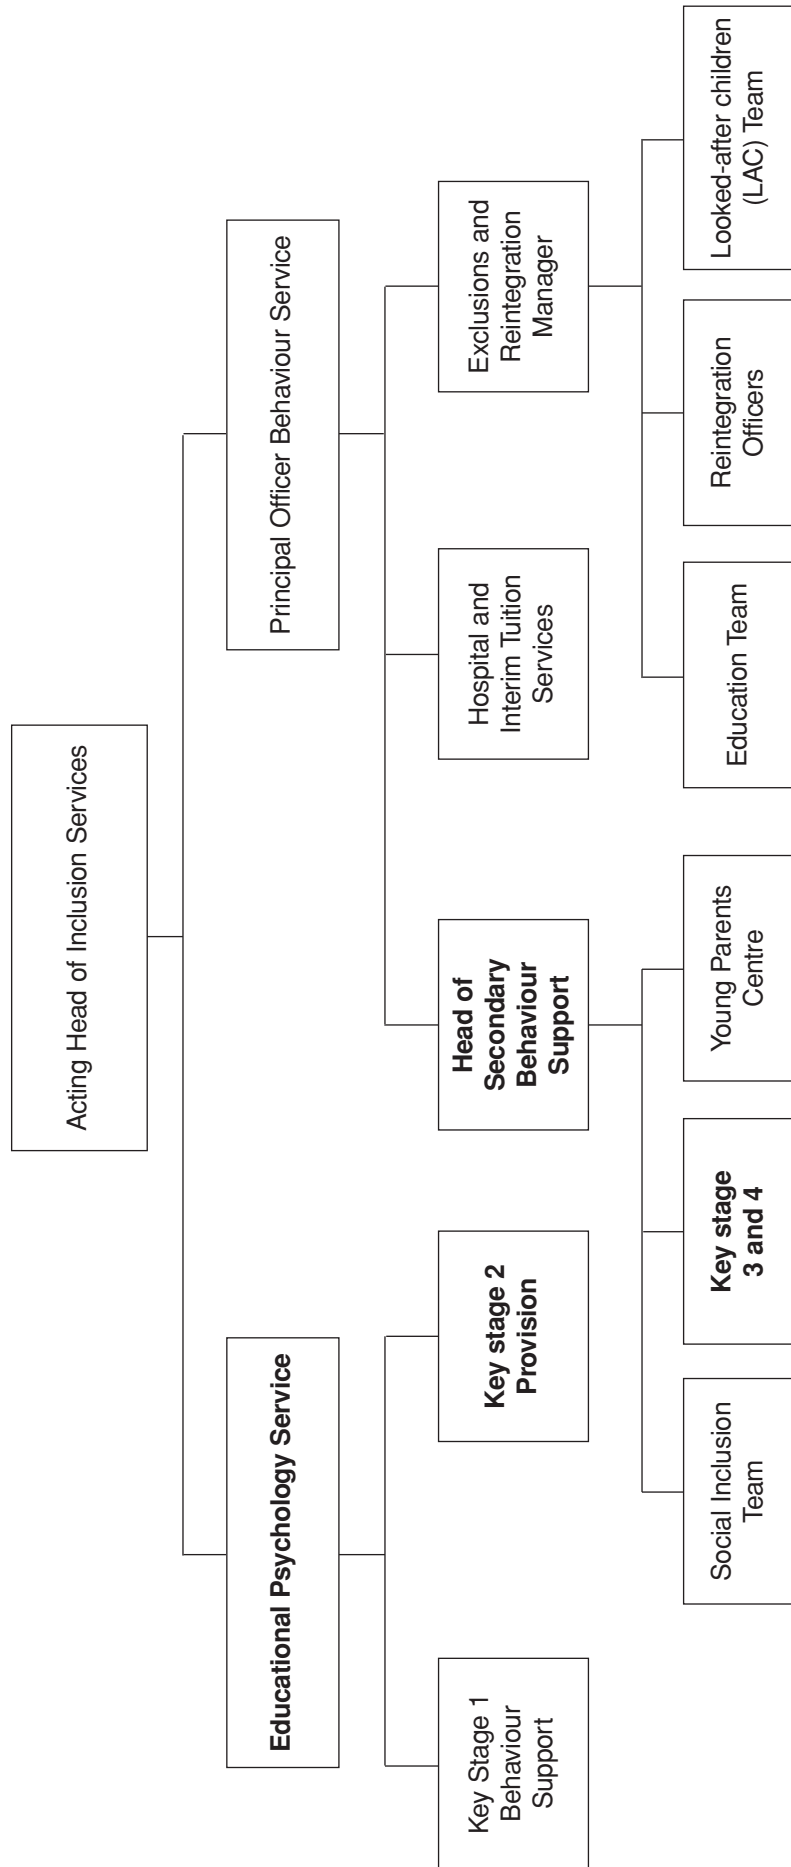 Acting Head of Inclusion Services
Educational Psychology Service
Principal Officer Behaviour Service
Key Stage 1
Behaviour
Support
Key stage 2
Provision
Head of
Secondary
Behaviour
Support
Hospital and
Interim Tuition
Services
Exclusions and
Reintegration
Manager
Social Inclusion
Team
Key stage
3 and 4
Young Parents
Centre
Education Team
Reintegration
Officers
Looked-after children
(LAC) Team